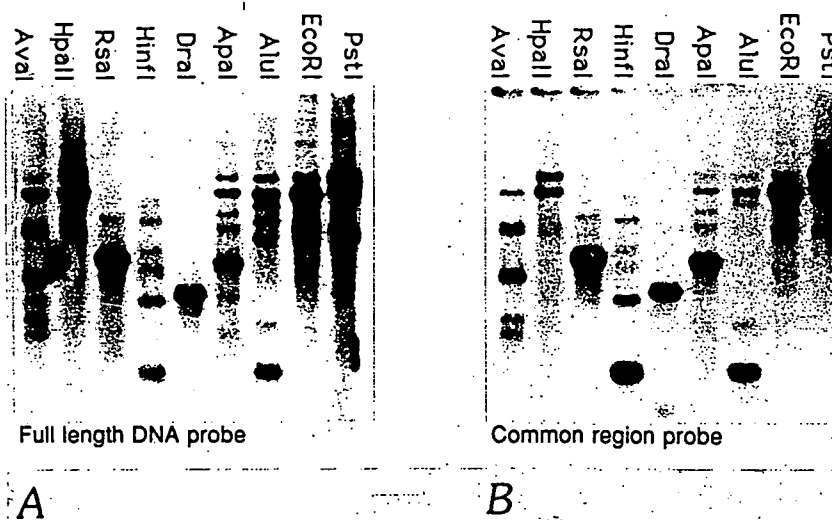 AvaI
HpaII
RsaI
HinfI
DraI
ApaI
AluI
EcoRI
PstI
Full length DNA probe
A
AvaI
HpaII
RsaI
HinfI
DraI
ApaI
AluI
EcoRI
PstI
Common region probe
B